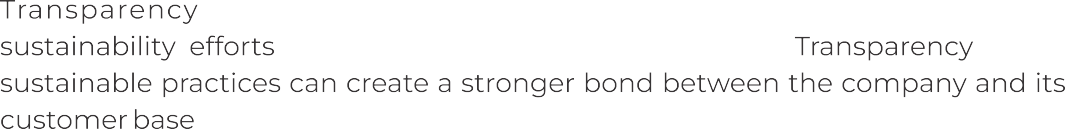 Transparency
sustainability efforts Transparency
sustainable practices can create a stronger bond between the company and its
customer base